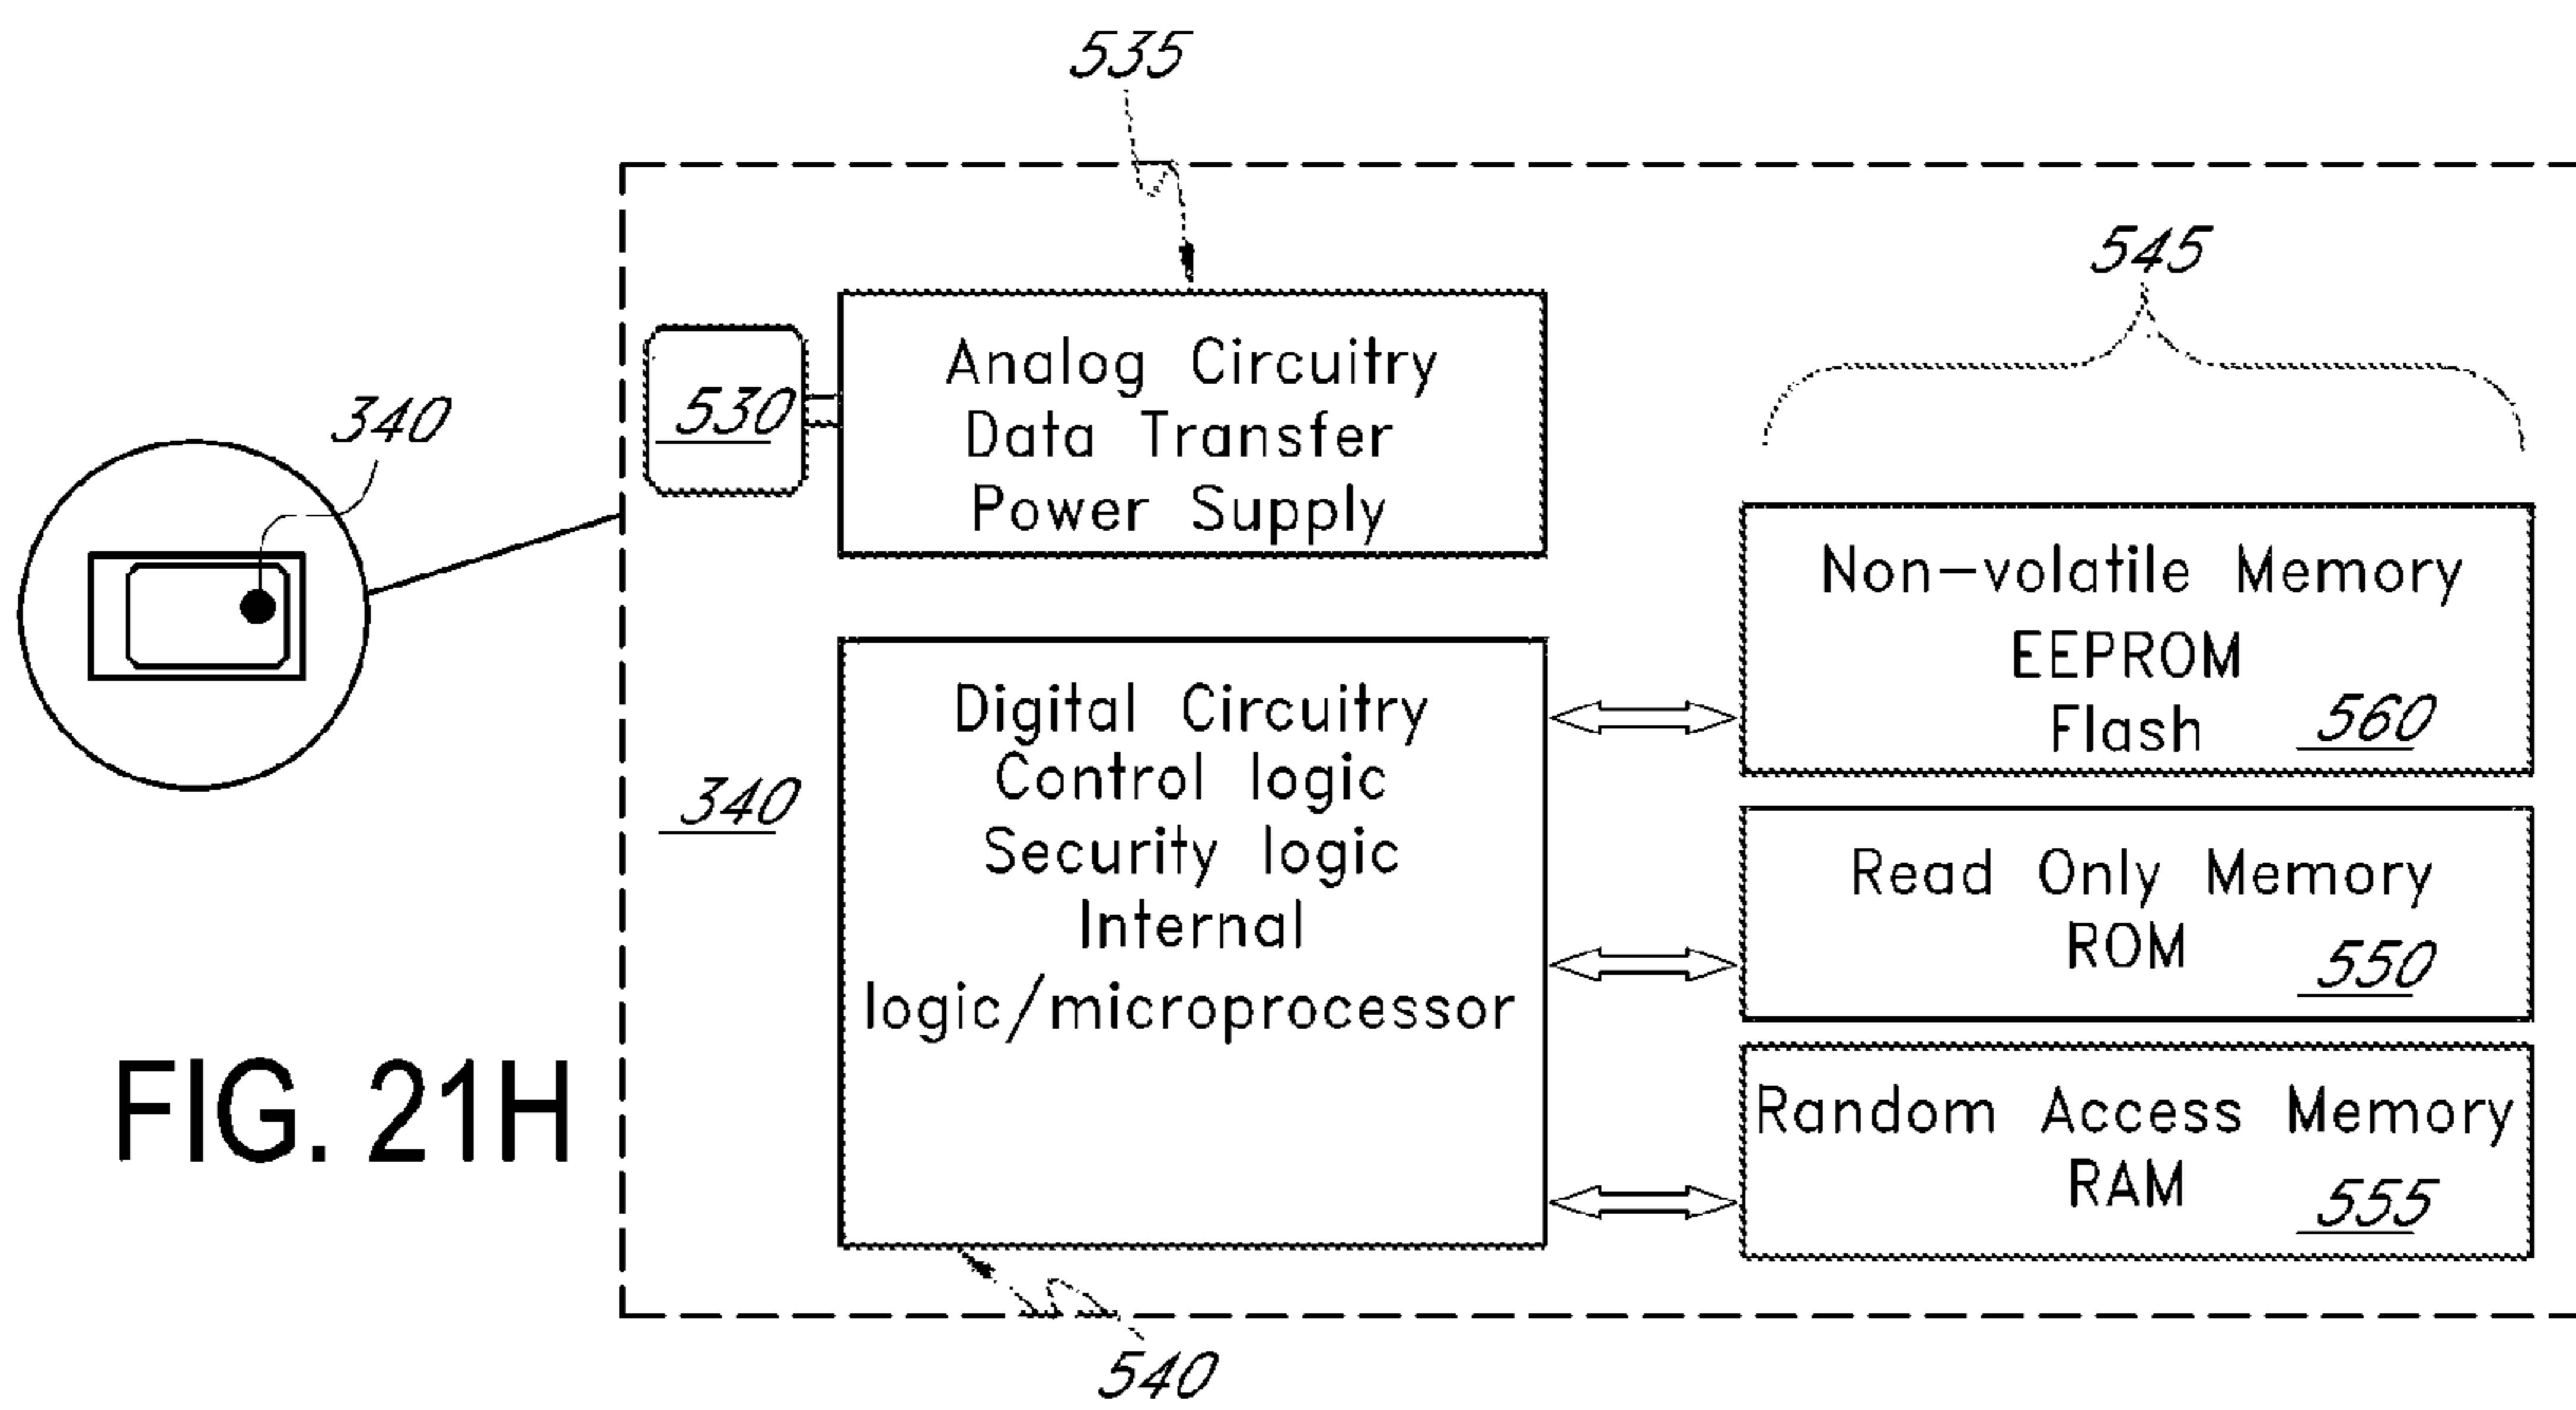 535
545
340
530
Analog Circuitry
Data Transfer
Power Supply
Non-volatile Memory
EEPROM
Flash
560
340
Digital Circuitry
Control logic
Security logic
Internal
logic/microprocessor
Read Only Memory
ROM
550
Random Access Memory
RAM
555
FIG. 21H
540